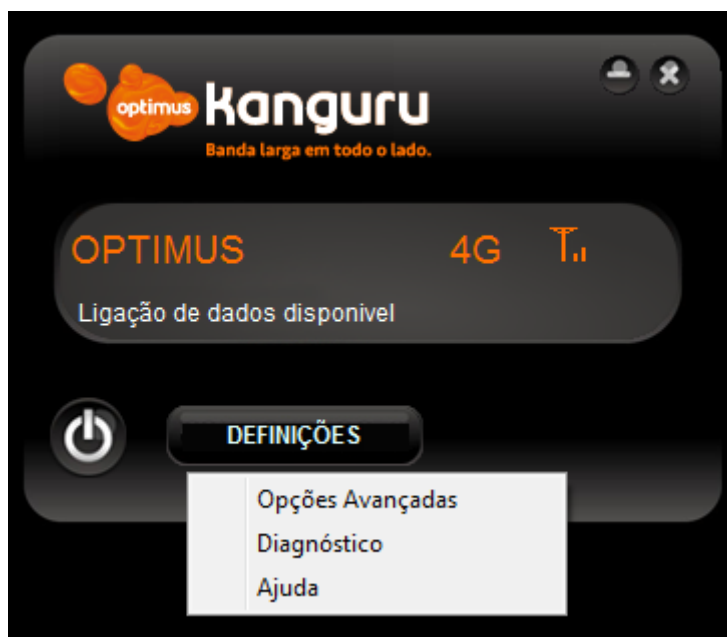 optimus Kanguru
Banda larga em todo o lado.
OPTIMUS 4G
Ligação de dados disponivel
DEFINIÇÕES
Opções Avançadas
Diagnóstico
Ajuda